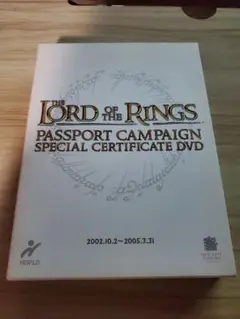 THE
LORD OF THE RINGS
PASSPORT CAMPAIGN
SPECIAL CERTIFICATE DVD
2002.10.2〜2005.3.31